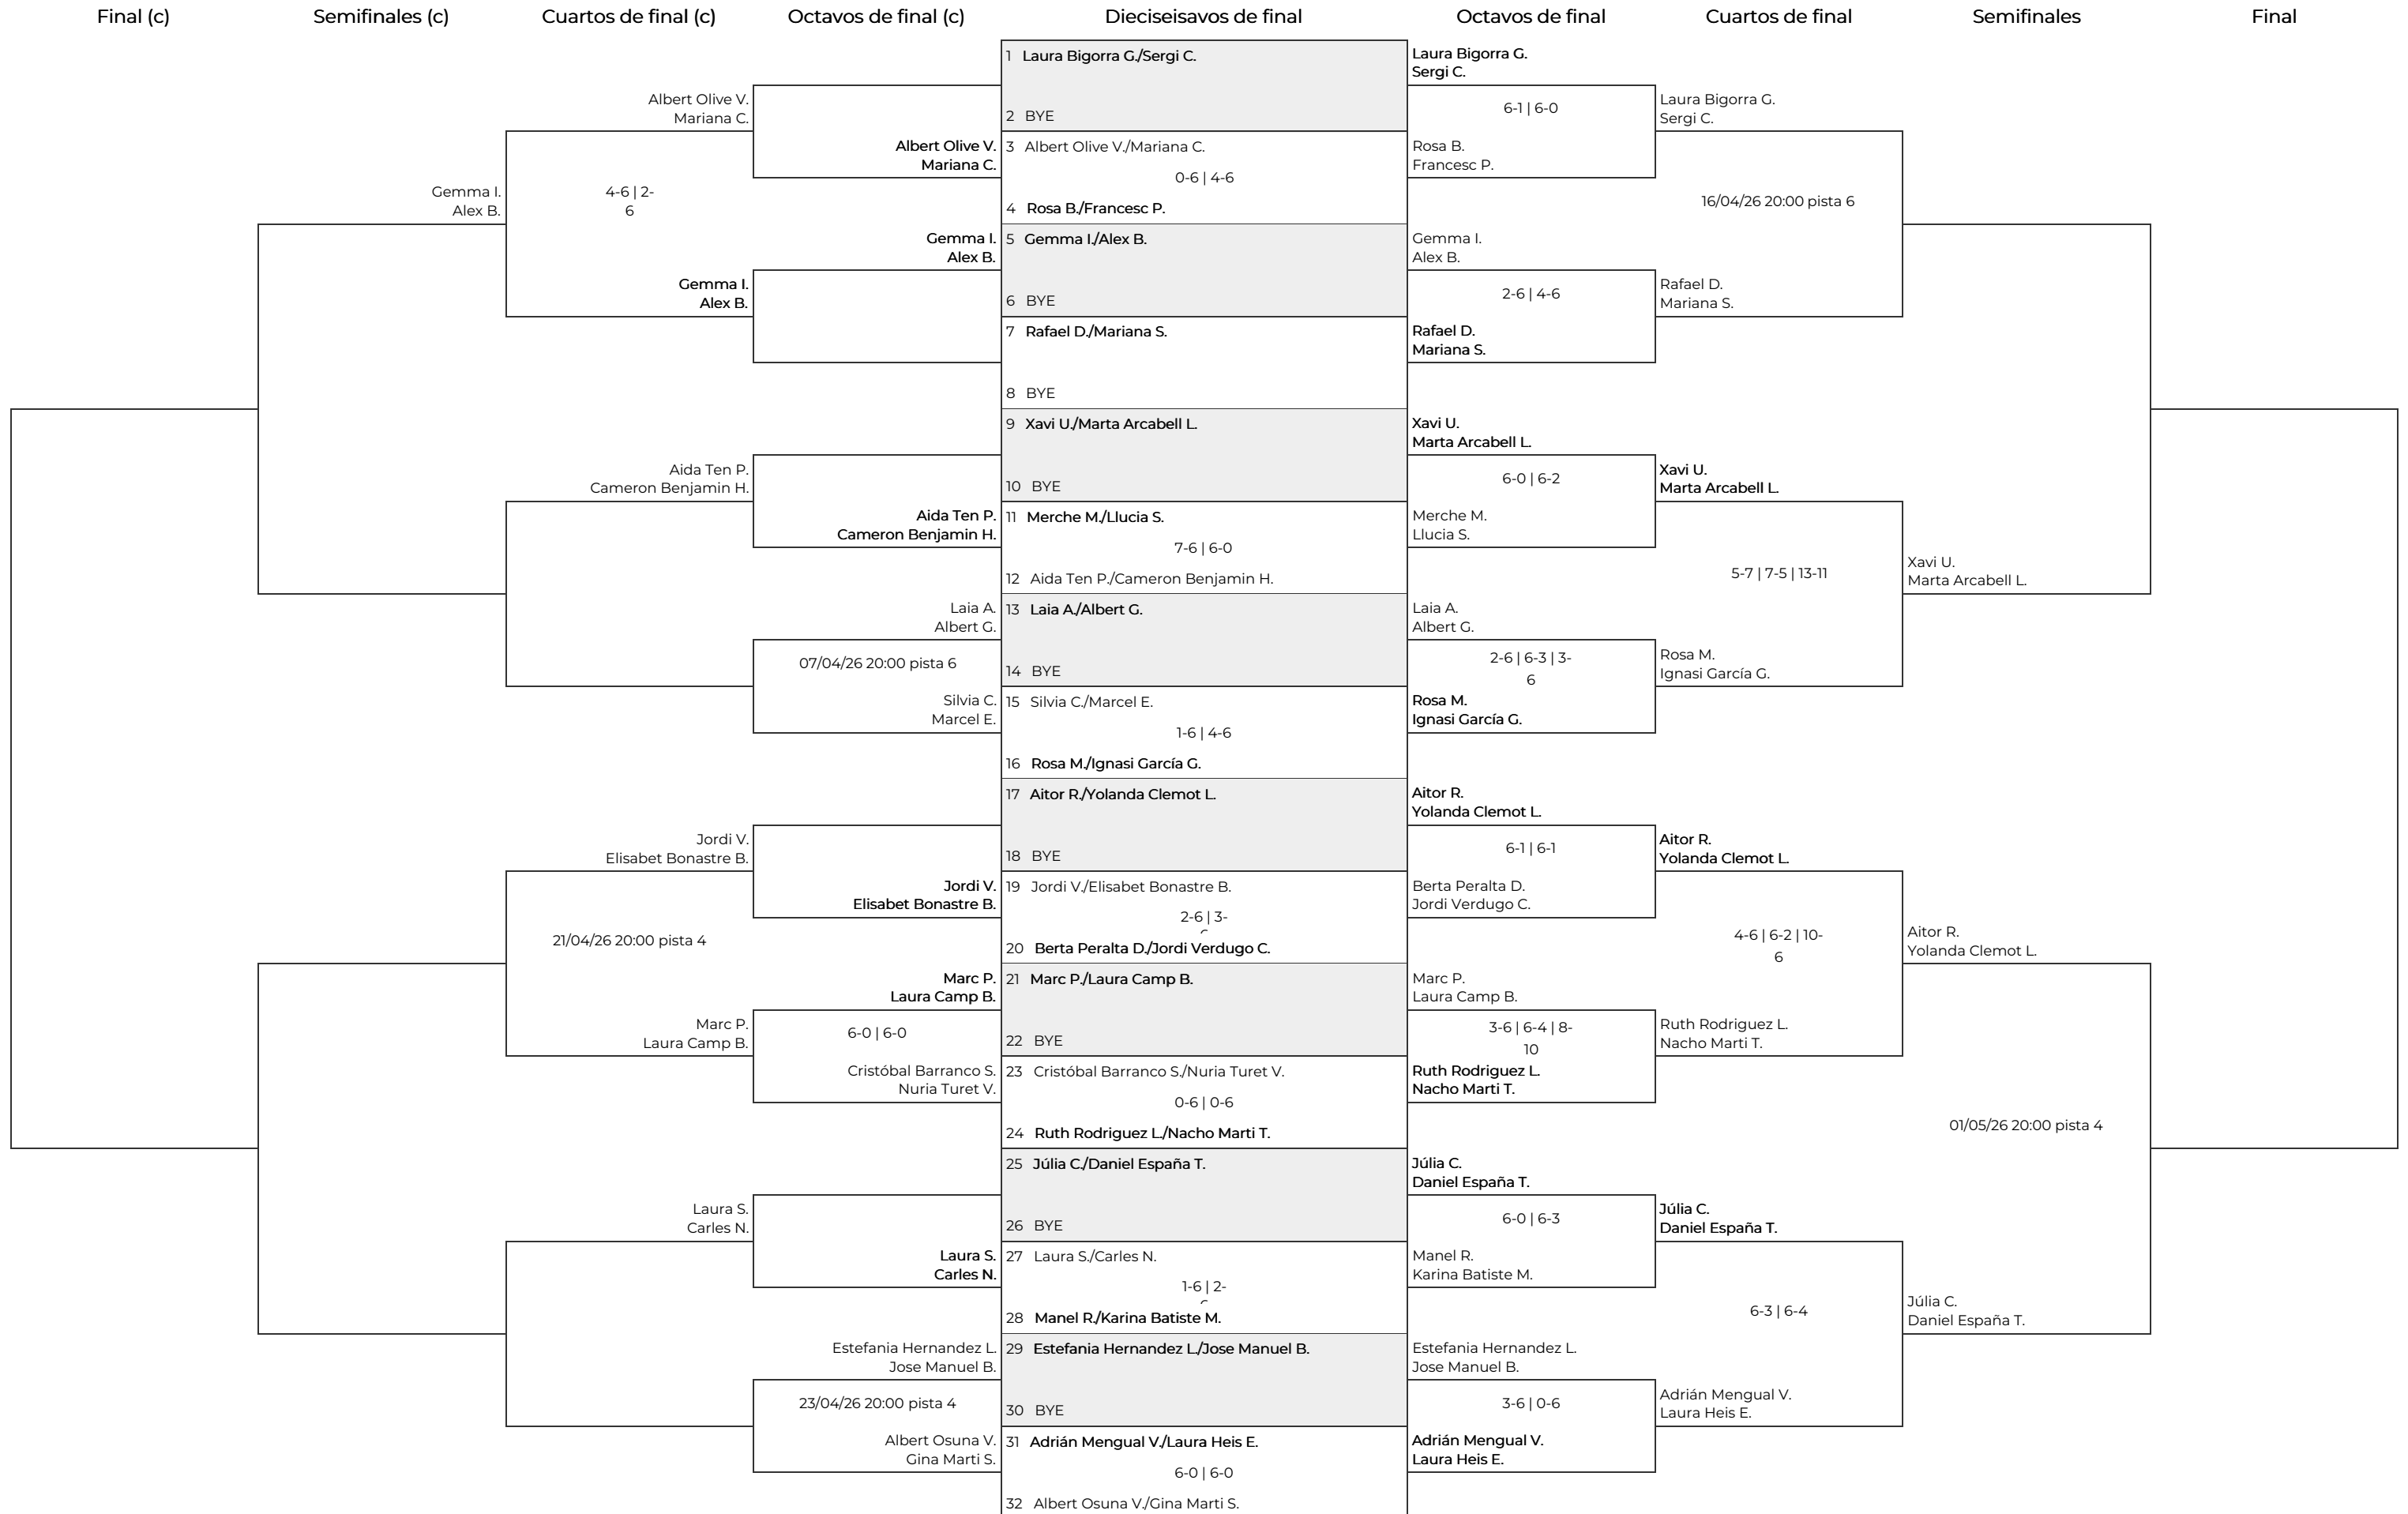 Final (c)
Semifinales (c)
Cuartos de final (c)
Octavos de final (c)
Dieciseisavos de final
Octavos de final
Cuartos de final
Semifinales
Final
Gemma I.
Alex B.
Albert Olive V.
Mariana C.
4-6 | 2-
6
Gemma I.
Alex B.
Aida Ten P.
Cameron Benjamin H.
Jordi V.
Elisabet Bonastre B.
21/04/26 20:00 pista 4
Marc P.
Laura Camp B.
Laura S.
Carles N.
Albert Olive V.
Mariana C.
Gemma I.
Alex B.
Aida Ten P.
Cameron Benjamin H.
Laia A.
Albert G.
07/04/26 20:00 pista 6
Silvia C.
Marcel E.
Jordi V.
Elisabet Bonastre B.
Marc P.
Laura Camp B.
6-0 | 6-0
Cristóbal Barranco S.
Nuria Turet V.
Laura S.
Carles N.
Estefania Hernandez L.
Jose Manuel B.
23/04/26 20:00 pista 4
Albert Osuna V.
Gina Marti S.
1 Laura Bigorra G./Sergi C.
2 BYE
3 Albert Olive V./Mariana C.
0-6 | 4-6
4 Rosa B./Francesc P.
5 Gemma I./Alex B.
6 BYE
7 Rafael D./Mariana S.
8 BYE
9 Xavi U./Marta Arcabell L.
10 BYE
11 Merche M./Llucia S.
7-6 | 6-0
12 Aida Ten P./Cameron Benjamin H.
13 Laia A./Albert G.
14 BYE
15 Silvia C./Marcel E.
1-6 | 4-6
16 Rosa M./Ignasi García G.
17 Aitor R./Yolanda Clemot L.
18 BYE
19 Jordi V./Elisabet Bonastre B.
2-6 | 3-
20 Berta Peralta D./Jordi Verdugo C.
21 Marc P./Laura Camp B.
22 BYE
23 Cristóbal Barranco S./Nuria Turet V.
0-6 | 0-6
24 Ruth Rodriguez L./Nacho Marti T.
25 Júlia C./Daniel España T.
26 BYE
27 Laura S./Carles N.
1-6 | 2-
28 Manel R./Karina Batiste M.
29 Estefania Hernandez L./Jose Manuel B.
30 BYE
31 Adrián Mengual V./Laura Heis E.
6-0 | 6-0
32 Albert Osuna V./Gina Marti S.
Laura Bigorra G.
Sergi C.
6-1 | 6-0
Rosa B.
Francesc P.
Gemma I.
Alex B.
2-6 | 4-6
Rafael D.
Mariana S.
Xavi U.
Marta Arcabell L.
6-0 | 6-2
Merche M.
Llucia S.
Laia A.
Albert G.
2-6 | 6-3 | 3-
6
Rosa M.
Ignasi García G.
Aitor R.
Yolanda Clemot L.
6-1 | 6-1
Berta Peralta D.
Jordi Verdugo C.
Marc P.
Laura Camp B.
3-6 | 6-4 | 8-
10
Ruth Rodriguez L.
Nacho Marti T.
Júlia C.
Daniel España T.
6-0 | 6-3
Manel R.
Karina Batiste M.
Estefania Hernandez L.
Jose Manuel B.
3-6 | 0-6
Adrián Mengual V.
Laura Heis E.
Laura Bigorra G.
Sergi C.
16/04/26 20:00 pista 6
Rafael D.
Mariana S.
Xavi U.
Marta Arcabell L.
5-7 | 7-5 | 13-11
Rosa M.
Ignasi García G.
Aitor R.
Yolanda Clemot L.
4-6 | 6-2 | 10-
6
Ruth Rodriguez L.
Nacho Marti T.
Júlia C.
Daniel España T.
6-3 | 6-4
Adrián Mengual V.
Laura Heis E.
Xavi U.
Marta Arcabell L.
Aitor R.
Yolanda Clemot L.
01/05/26 20:00 pista 4
Júlia C.
Daniel España T.